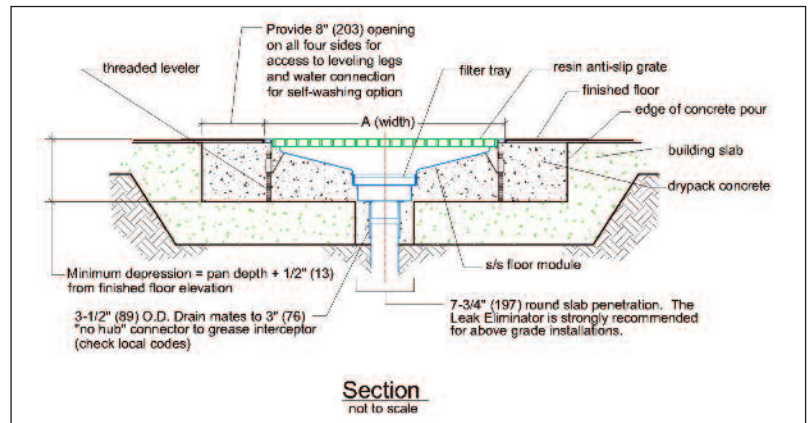 Provide 8" (203) opening
on all four sides for
access to leveling legs
and water connection
for self-washing option
threaded leveler
filter tray
resin anti-slip grate
finished floor
edge of concrete pour
A (width)
building slab
drypack concrete
s/s floor module
Minimum depression = pan depth + 1/2" (13)
from finished floor elevation
3-1/2" (89) O.D. Drain mates to 3" (76)
"no hub" connector to grease interceptor
(check local codes)
7-3/4" (197) round slab penetration. The
Leak Eliminator is strongly recommended
for above grade installations.
Section
not to scale